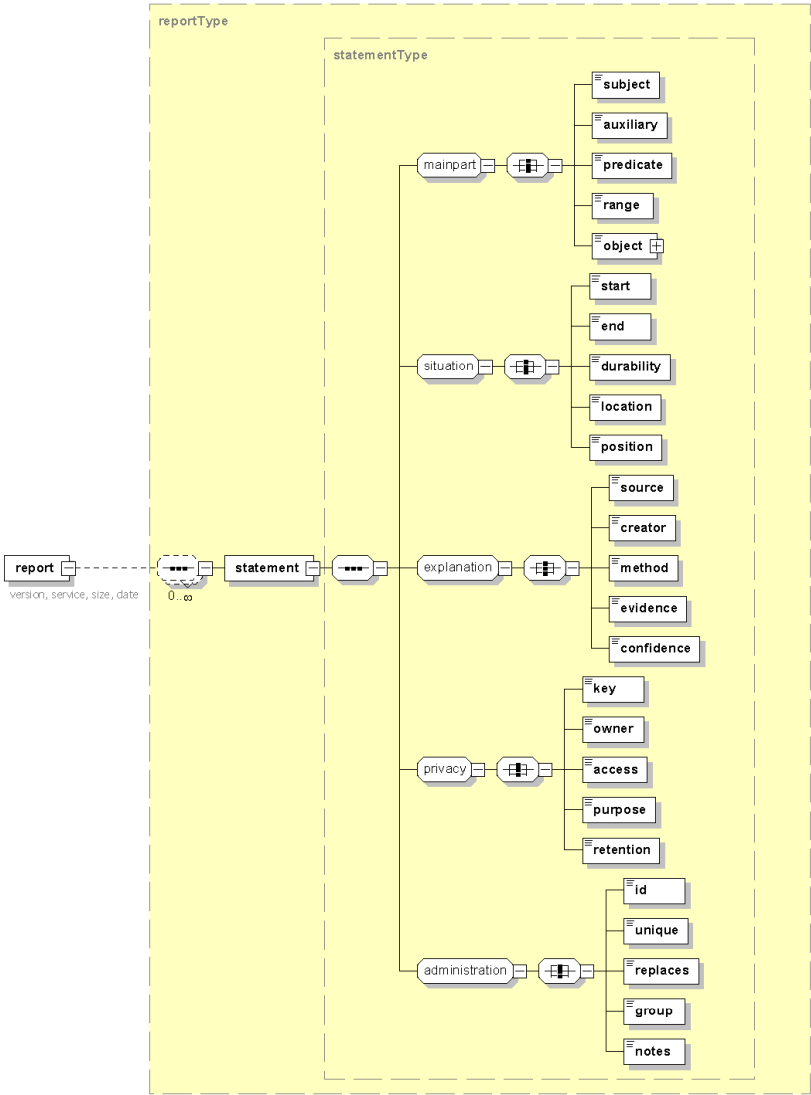 reportType
statementType
subject
auxiliary
mainpart
predicate
range
object
start
end
situation
durability
location
position
source
creator
report
statement
explanation
method
version, service, size, date
0..∞
evidence
confidence
key
owner
privacy
access
purpose
retention
id
unique
administration
replaces
group
notes